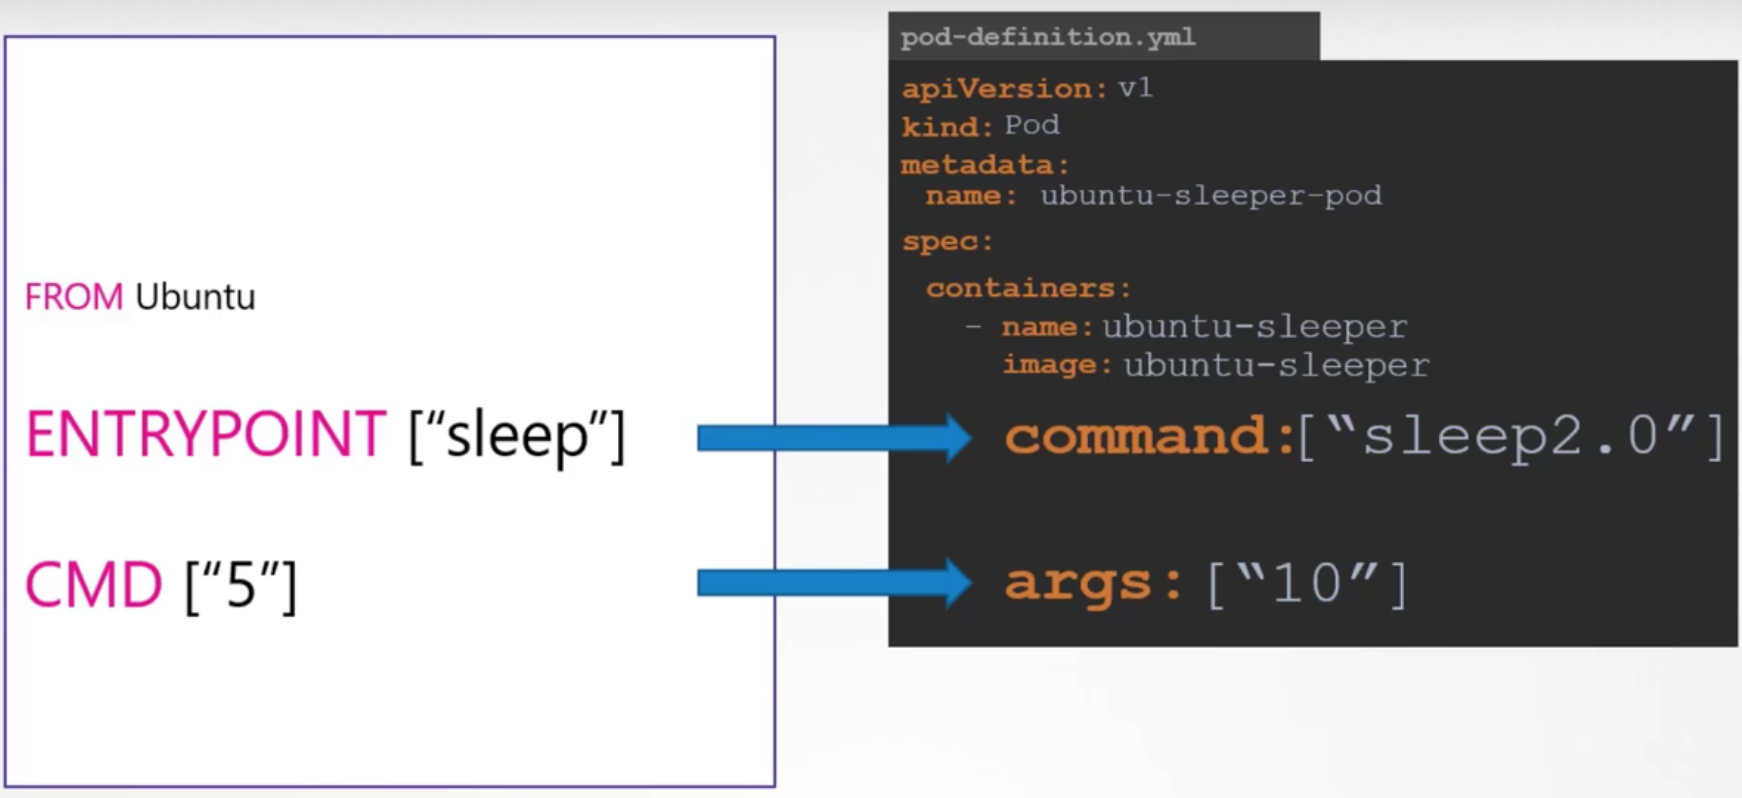 FROM Ubuntu
ENTRYPOINT [“sleep”]
CMD [“5”]
pod-definition.yml
apiVersion: v1
kind: Pod
metadata:
name: ubuntu-sleeper-pod
spec:
containers:
- name: ubuntu-sleeper
image: ubuntu-sleeper
command:[“sleep2.0”]
args: [“10”]